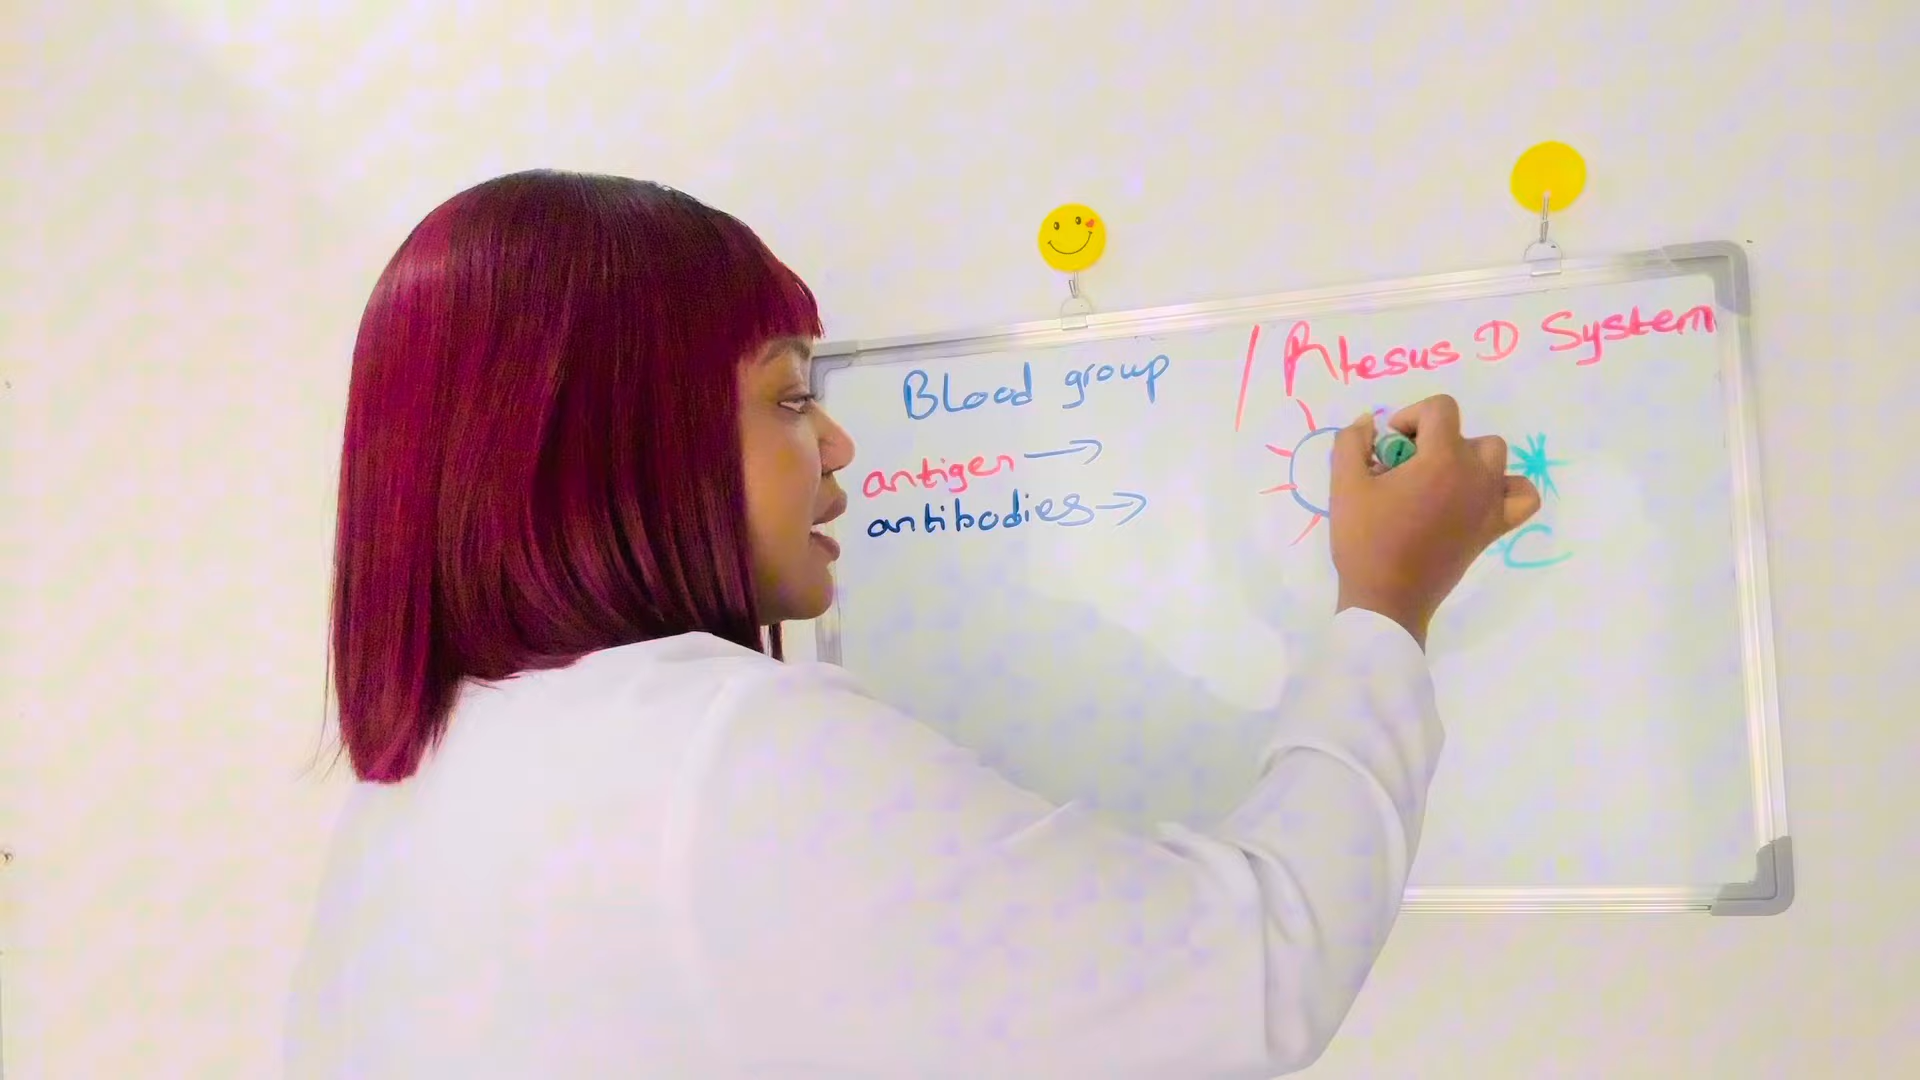 Blood group
/ Rhesus D System
antigen →
antibodies →
C